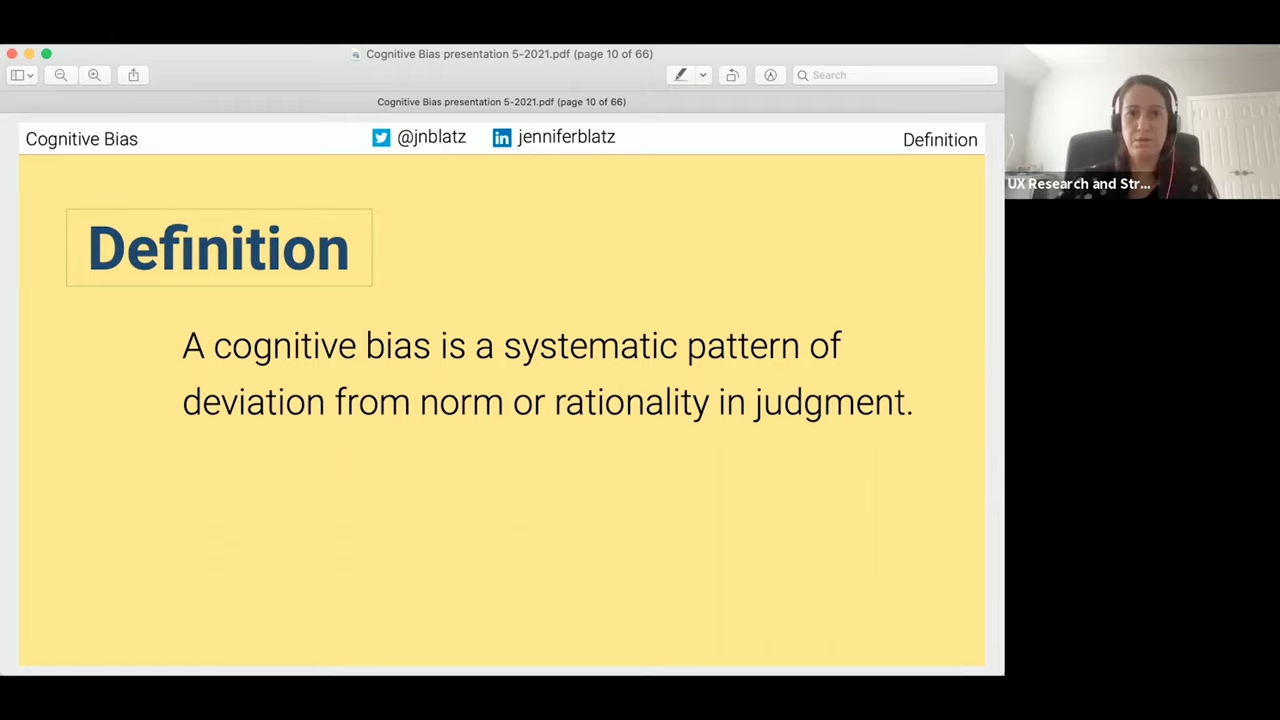 Cognitive Bias presentation 5-2021.pdf (page 10 of 66)
Search
Cognitive Bias presentation 5-2021.pdf (page 10 of 66)
Cognitive Bias
@jnblatz
in jenniferblatz
Definition
Definition
A cognitive bias is a systematic pattern of
deviation from norm or rationality in judgment.
UX Research and Str...